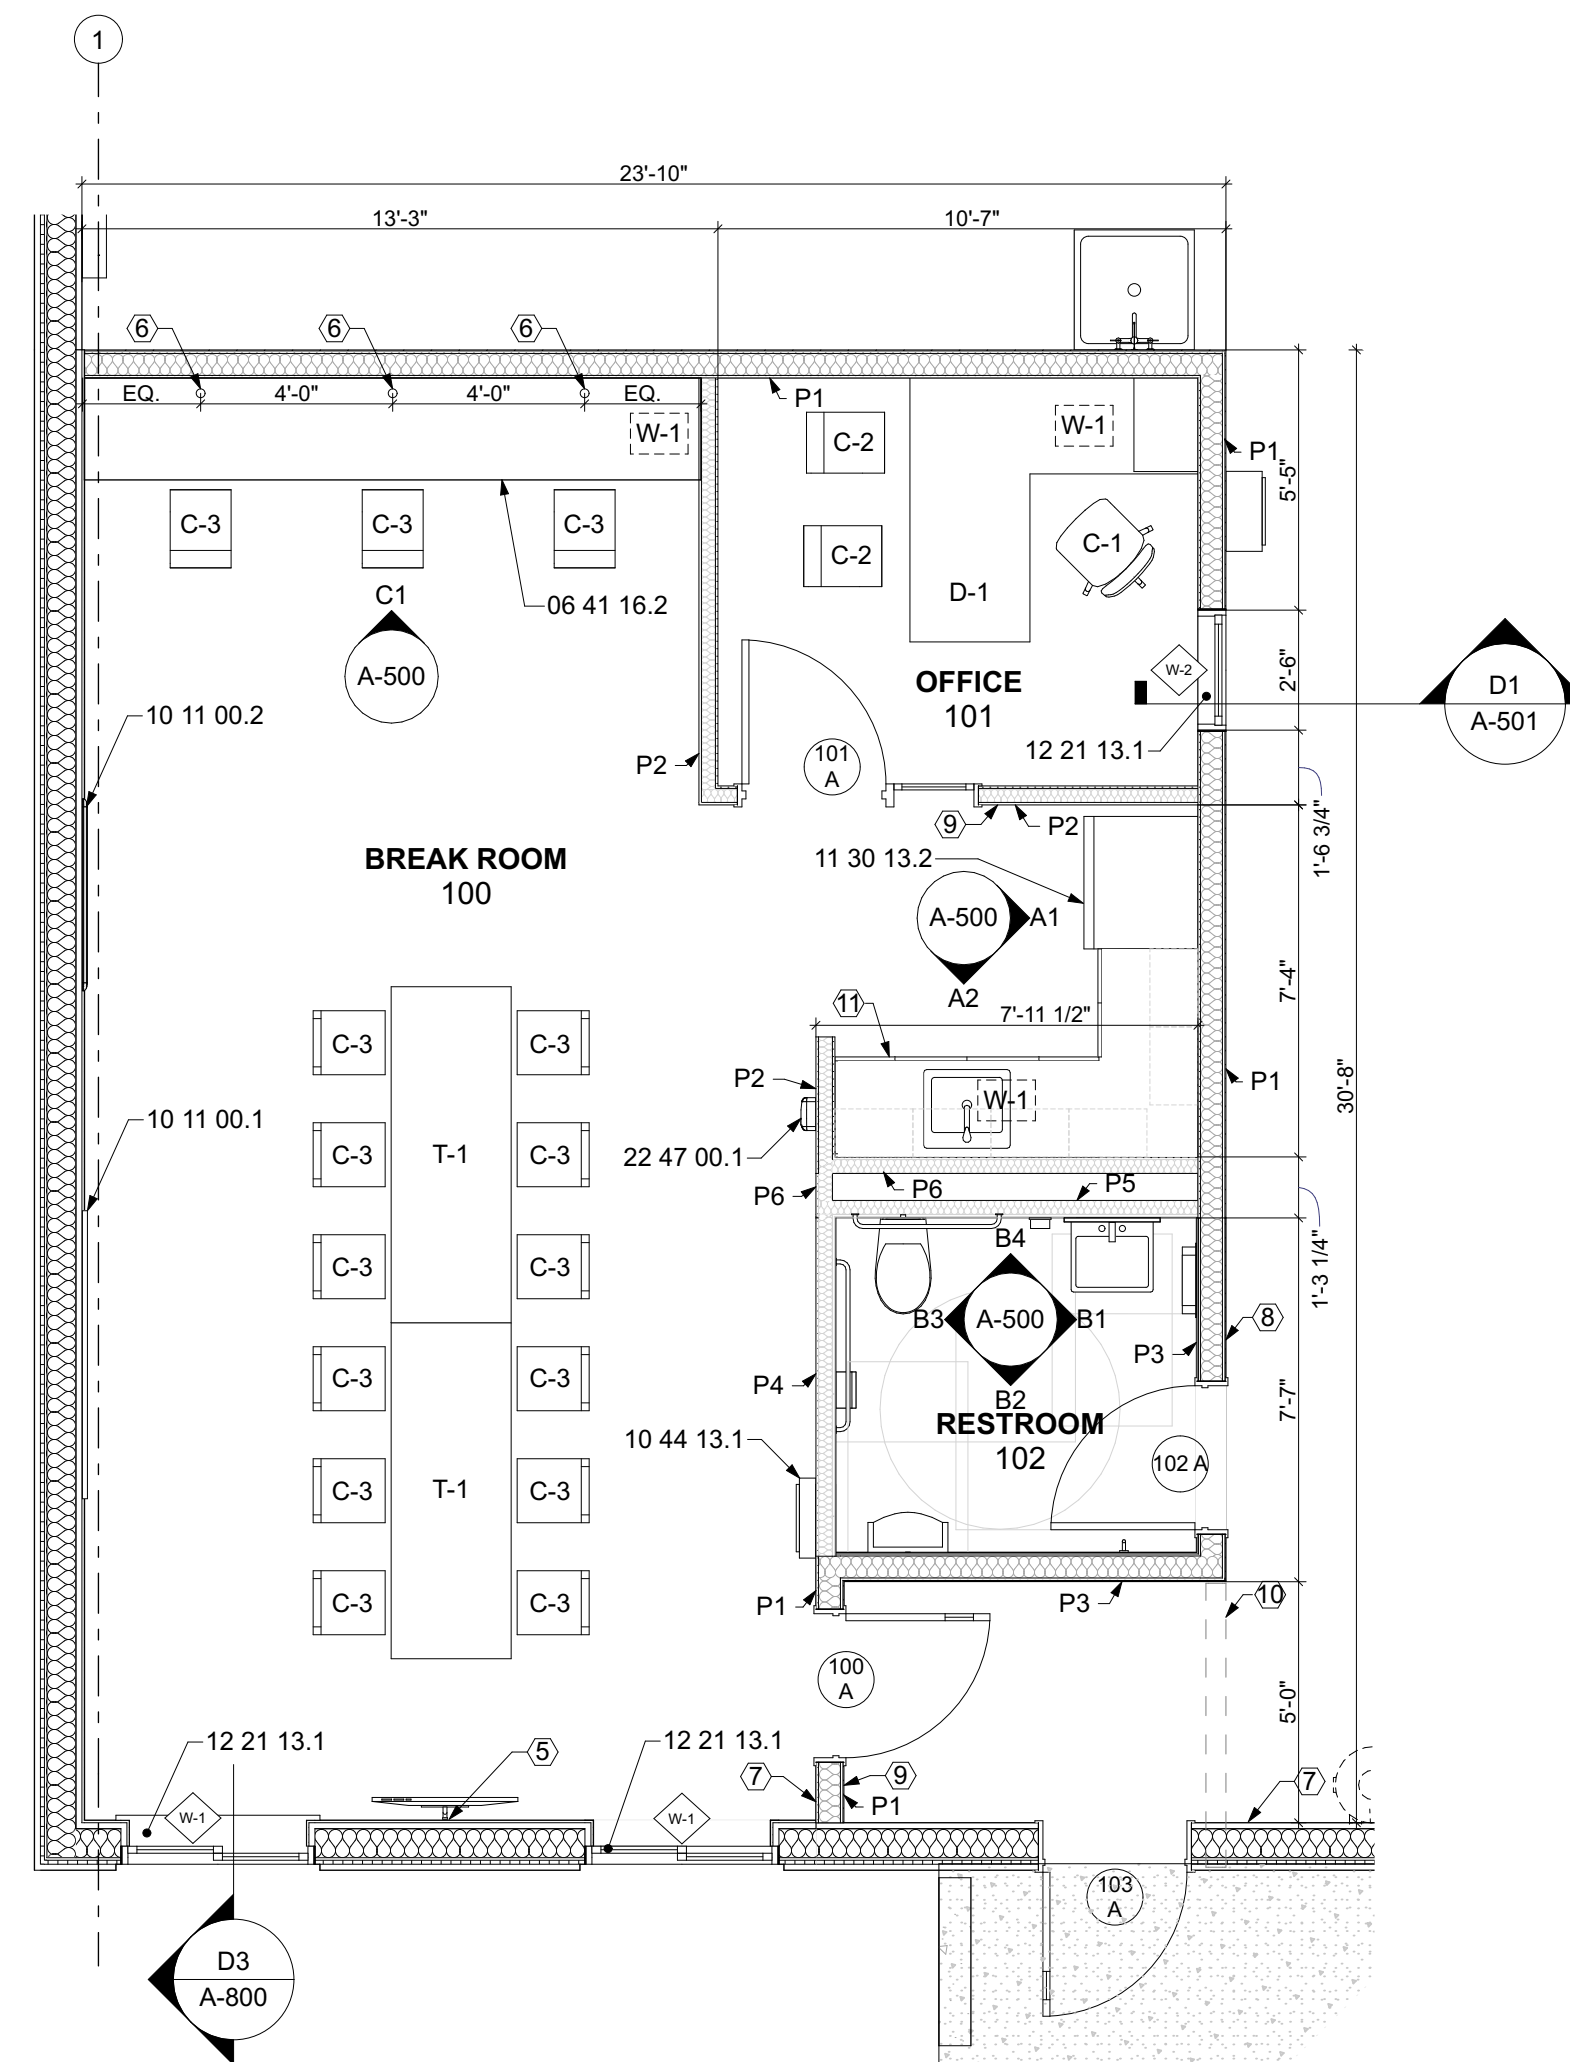 1
23'-10"
13'-3"
10'-7"
6
6
6
EQ.
4'-0"
4'-0"
EQ.
P1
W-1
W-1
C-2
P1
5'-5"
C-3
C-3
C-3
C-1
C-2
C1
06 41 16.2
D-1
A-500
OFFICE
101
W-2
2'-6"
D1
A-501
10 11 00.2
P2
101
A
12 21 13.1
9
P2
1'-6 3/4"
BREAK ROOM
100
11 30 13.2
A-500
A1
A2
7'-4"
11
7'-11 1/2"
C-3
C-3
P2
W-1
P1
30'-8"
10 11 00.1
C-3
T-1
C-3
22 47 00.1
P6
P6
P5
B4
C-3
C-3
1'-3 1/4"
B3
A-500
B1
8
P3
C-3
C-3
P4
B2
RESTROOM
102
7'-7"
10 44 13.1
102 A
C-3
T-1
C-3
C-3
C-3
P1
P3
10
100
A
5'-0"
12 21 13.1
5
12 21 13.1
7
9
P1
7
W-1
W-1
103
A
D3
A-800